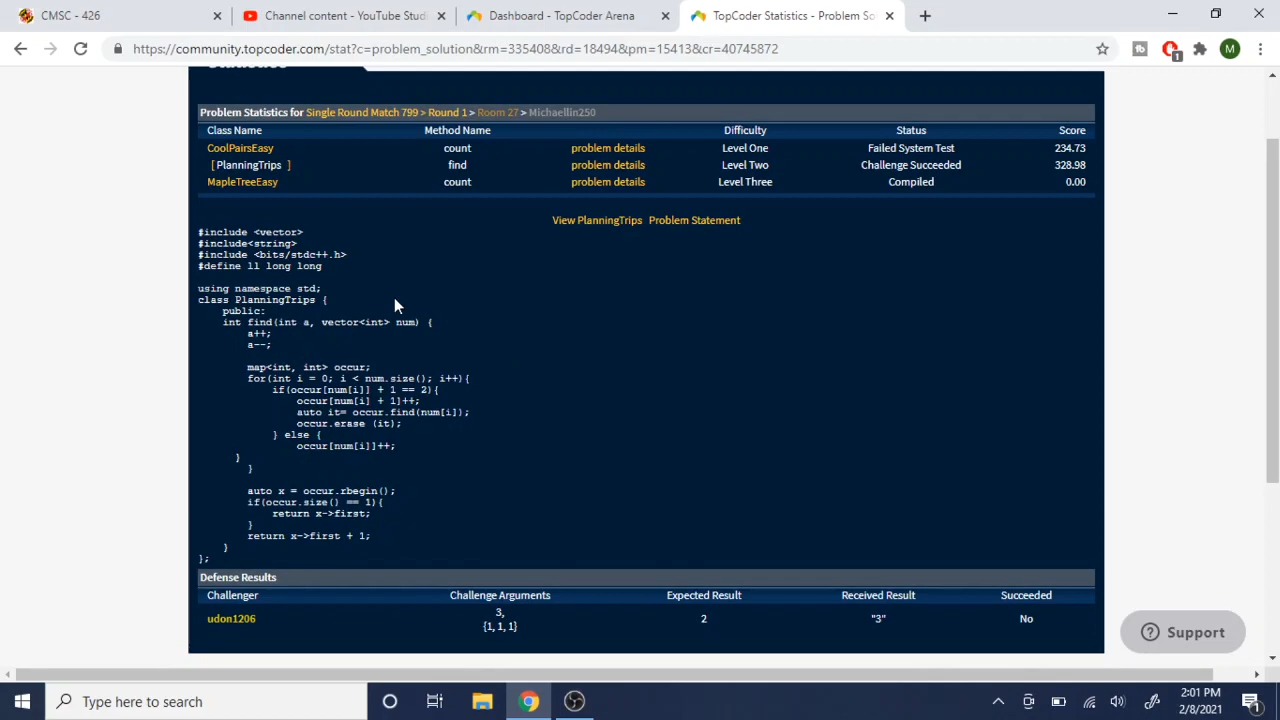 CMSC - 426
Channel content - YouTube Studi
Dashboard - TopCoder Arena
TopCoder Statistics - Problem So
https://community.topcoder.com/stat?c=problem_solution&rm=335408&rd=18494&pm=15413&cr=40745872
M
1
Problem Statistics for Single Round Match 799 > Round 1 > Room 27 > Michaellin250
Class Name Method Name Difficulty Status Score
CoolPairsEasy count problem details Level One Failed System Test 234.73
[ PlanningTrips ] find problem details Level Two Challenge Succeeded 328.98
MapleTreeEasy count problem details Level Three Compiled 0.00
View PlanningTrips Problem Statement
#include <vector>
#include<string>
#include <bits/stdc++.h>
#define ll long long
using namespace std;
class PlanningTrips {
public:
int find(int a, vector<int> num) {
a++;
a--;
map<int, int> occur;
for(int i = 0; i < num.size(); i++){
if(occur[num[i]] + 1 == 2){
occur[num[i] + 1]++;
auto it= occur.find(num[i]);
occur.erase (it);
} else {
occur[num[i]]++;
}
}
auto x = occur.rbegin();
if(occur.size() == 1){
return x->first;
}
return x->first + 1;
}
};
Defense Results
Challenger Challenge Arguments Expected Result Received Result Succeeded
udon1206 3, {1, 1, 1} 2 "3" No
Support
Type here to search
2:01 PM
2/8/2021
1